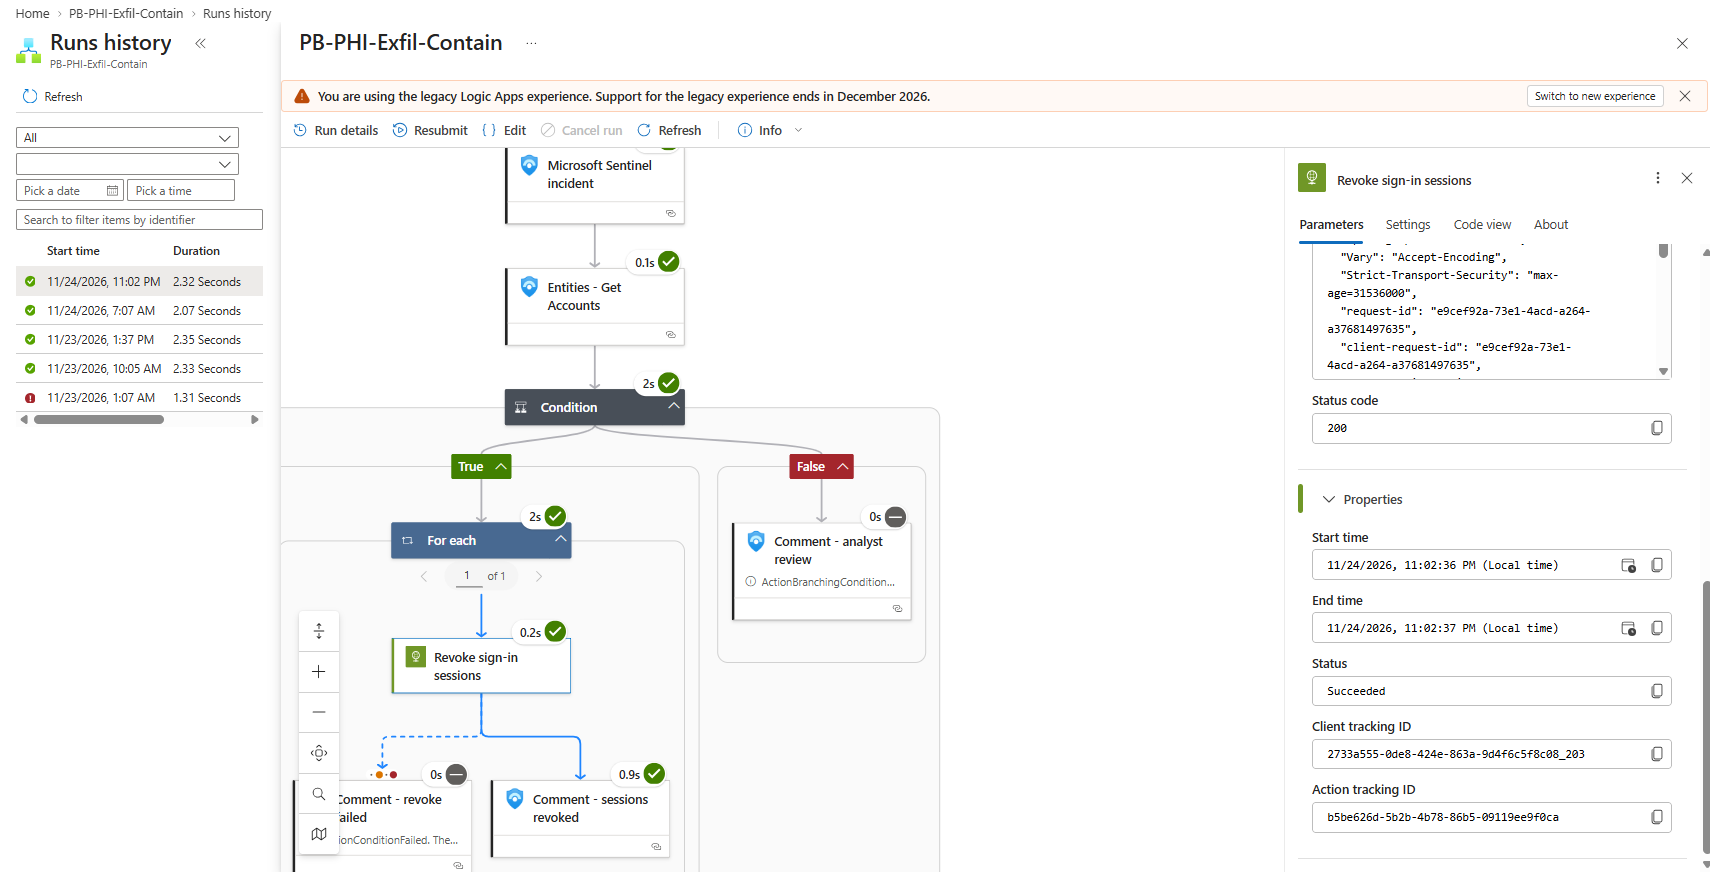 Home > PB-PHI-Exfil-Contain > Runs history
Runs history
PB-PHI-Exfil-Contain
Refresh
All
Pick a date
Pick a time
Search to filter items by identifier
Start time Duration
11/24/2026, 11:02 PM 2.32 Seconds
11/24/2026, 7:07 AM 2.07 Seconds
11/23/2026, 1:37 PM 2.35 Seconds
11/23/2026, 10:05 AM 2.33 Seconds
11/23/2026, 1:07 AM 1.31 Seconds
PB-PHI-Exfil-Contain ...
You are using the legacy Logic Apps experience. Support for the legacy experience ends in December 2026.
Switch to new experience
Run details Resubmit { } Edit Cancel run Refresh Info
Microsoft Sentinel
incident
0.1s
Entities - Get
Accounts
2s
Condition
True
False
2s
For each
1 of 1
0s
Comment - analyst
review
ActionBranchingCondition...
0.2s
Revoke sign-in
sessions
0s
Comment - revoke
ailed
ionConditionFailed. The...
0.9s
Comment - sessions
revoked
Revoke sign-in sessions
Parameters Settings Code view About
"Vary": "Accept-Encoding",
"Strict-Transport-Security": "max-
age=31536000",
"request-id": "e9cef92a-73e1-4acd-a264-
a37681497635",
"client-request-id": "e9cef92a-73e1-
4acd-a264-a37681497635",
Status code
200
Properties
Start time
11/24/2026, 11:02:36 PM (Local time)
End time
11/24/2026, 11:02:37 PM (Local time)
Status
Succeeded
Client tracking ID
2733a555-0de8-424e-863a-9d4f6c5f8c08_203
Action tracking ID
b5be626d-5b2b-4b78-86b5-09119ee9f0ca